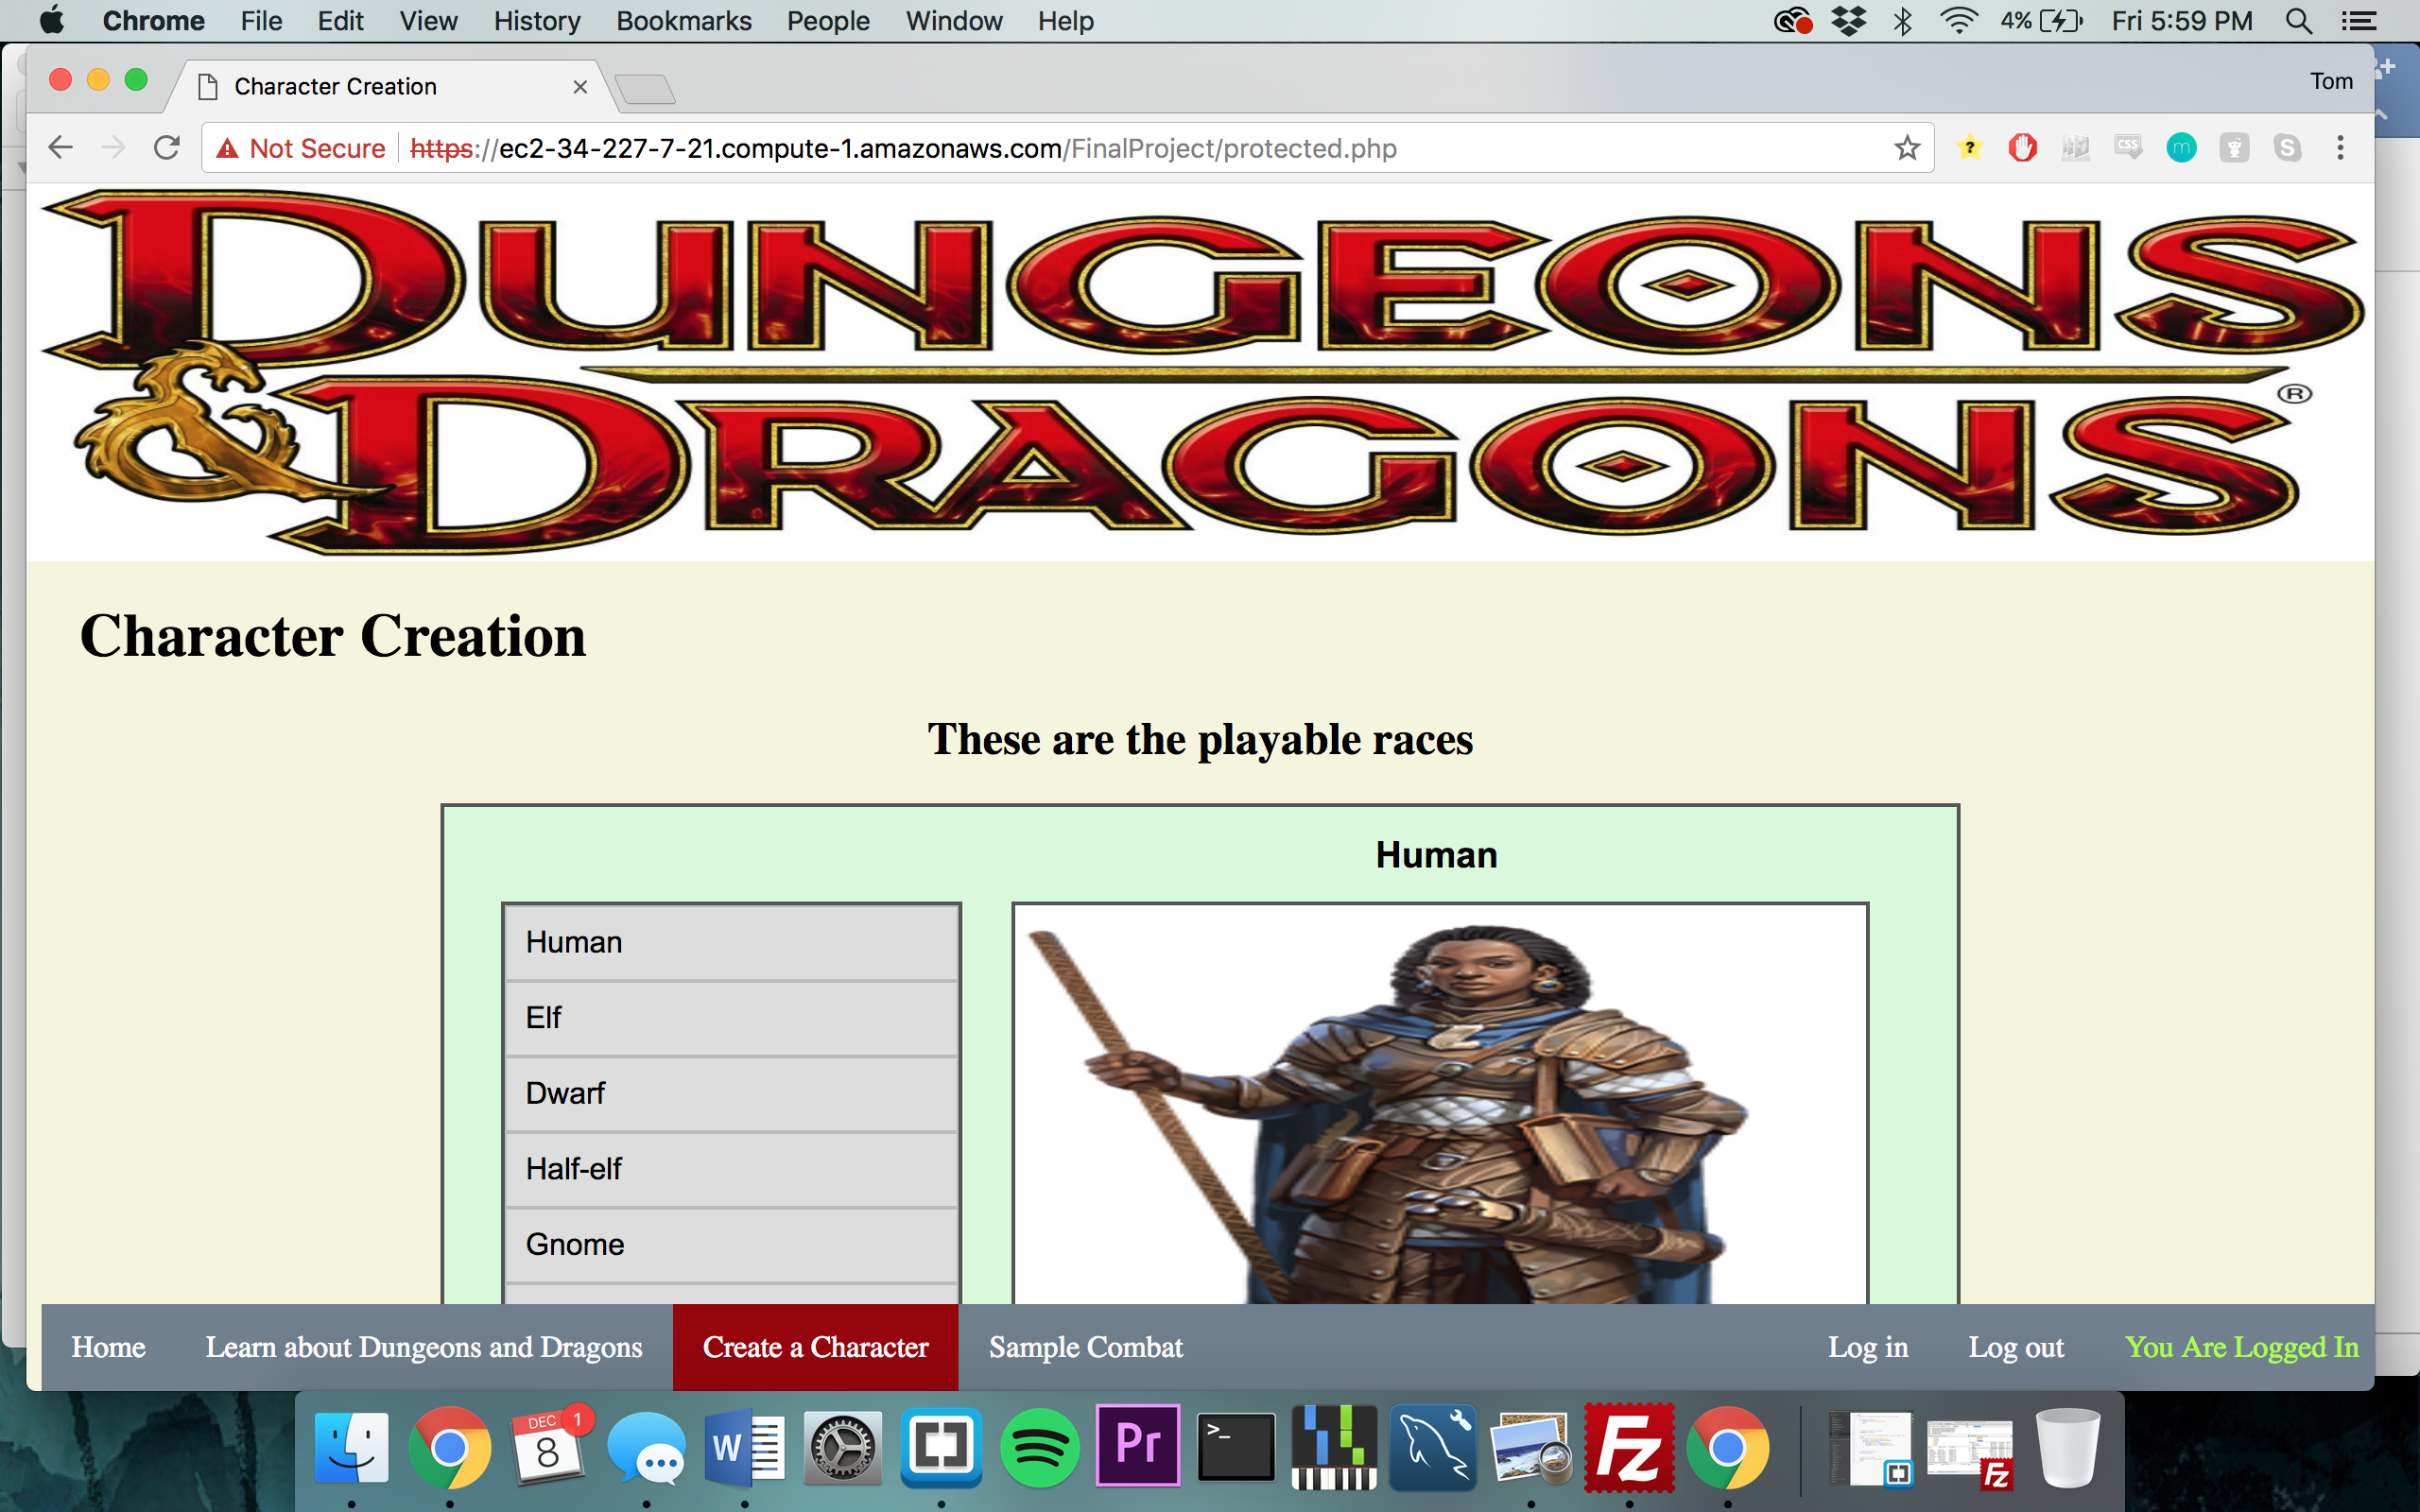 Chrome File Edit View History Bookmarks People Window Help 4% Fri 5:59 PM
Character Creation Tom
Not Secure https://ec2-34-227-7-21.compute-1.amazonaws.com/FinalProject/protected.php
? CSS m S
DUNGEONS
& DRAGONS ®
Character Creation
These are the playable races
Human
Human
Elf
Dwarf
Half-elf
Gnome
Home Learn about Dungeons and Dragons Create a Character Sample Combat Log in Log out You Are Logged In
DEC 1
8 W Pr >_ Fz Fz